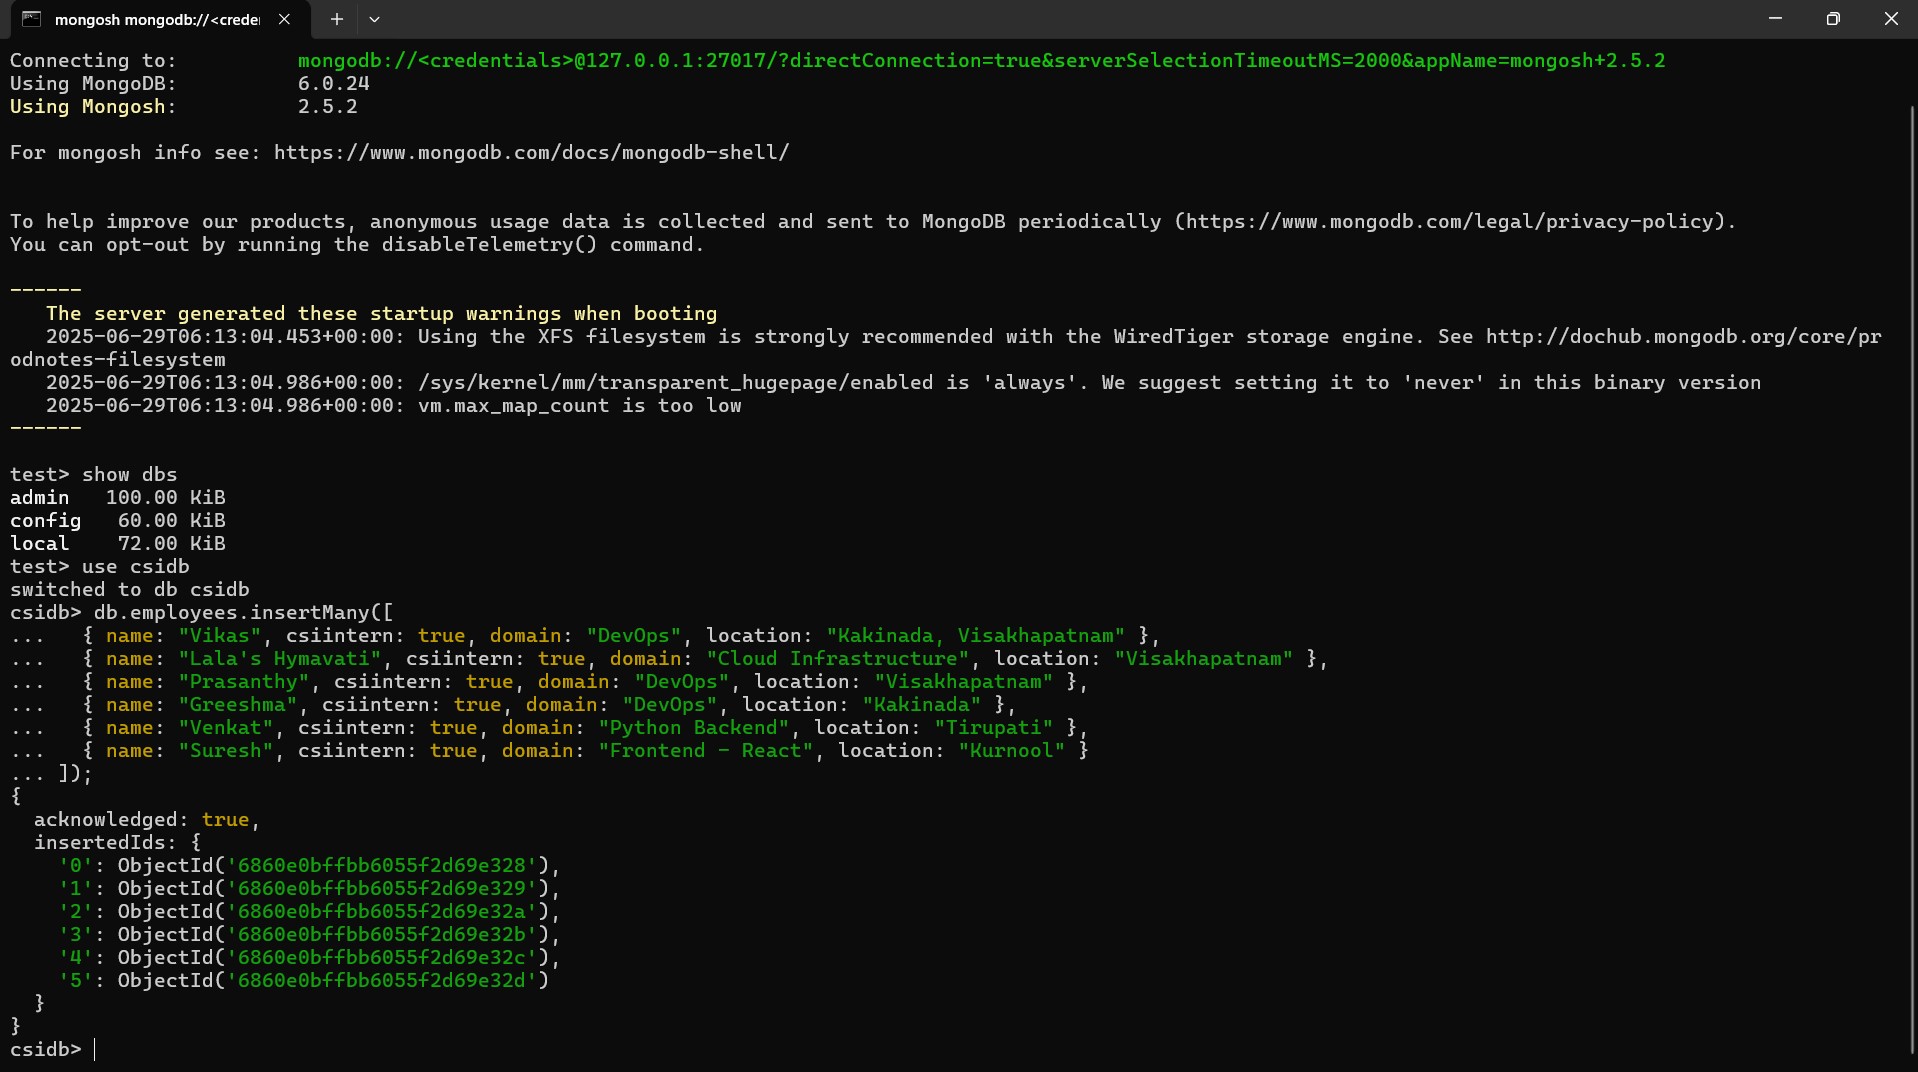 mongosh mongodb://<crede
Connecting to:          mongodb://<credentials>@127.0.0.1:27017/?directConnection=true&serverSelectionTimeoutMS=2000&appName=mongosh+2.5.2
Using MongoDB:          6.0.24
Using Mongosh:          2.5.2
For mongosh info see: https://www.mongodb.com/docs/mongodb-shell/
To help improve our products, anonymous usage data is collected and sent to MongoDB periodically (https://www.mongodb.com/legal/privacy-policy).
You can opt-out by running the disableTelemetry() command.
------
   The server generated these startup warnings when booting
   2025-06-29T06:13:04.453+00:00: Using the XFS filesystem is strongly recommended with the WiredTiger storage engine. See http://dochub.mongodb.org/core/pr
odnotes-filesystem
   2025-06-29T06:13:04.986+00:00: /sys/kernel/mm/transparent_hugepage/enabled is 'always'. We suggest setting it to 'never' in this binary version
   2025-06-29T06:13:04.986+00:00: vm.max_map_count is too low
------
test> show dbs
admin   100.00 KiB
config   60.00 KiB
local    72.00 KiB
test> use csidb
switched to db csidb
csidb> db.employees.insertMany([
...   { name: "Vikas", csiintern: true, domain: "DevOps", location: "Kakinada, Visakhapatnam" },
...   { name: "Lala's Hymavati", csiintern: true, domain: "Cloud Infrastructure", location: "Visakhapatnam" },
...   { name: "Prasanthy", csiintern: true, domain: "DevOps", location: "Visakhapatnam" },
...   { name: "Greeshma", csiintern: true, domain: "DevOps", location: "Kakinada" },
...   { name: "Venkat", csiintern: true, domain: "Python Backend", location: "Tirupati" },
...   { name: "Suresh", csiintern: true, domain: "Frontend - React", location: "Kurnool" }
... ]);
{
  acknowledged: true,
  insertedIds: {
    '0': ObjectId('6860e0bffbb6055f2d69e328'),
    '1': ObjectId('6860e0bffbb6055f2d69e329'),
    '2': ObjectId('6860e0bffbb6055f2d69e32a'),
    '3': ObjectId('6860e0bffbb6055f2d69e32b'),
    '4': ObjectId('6860e0bffbb6055f2d69e32c'),
    '5': ObjectId('6860e0bffbb6055f2d69e32d')
  }
}
csidb>